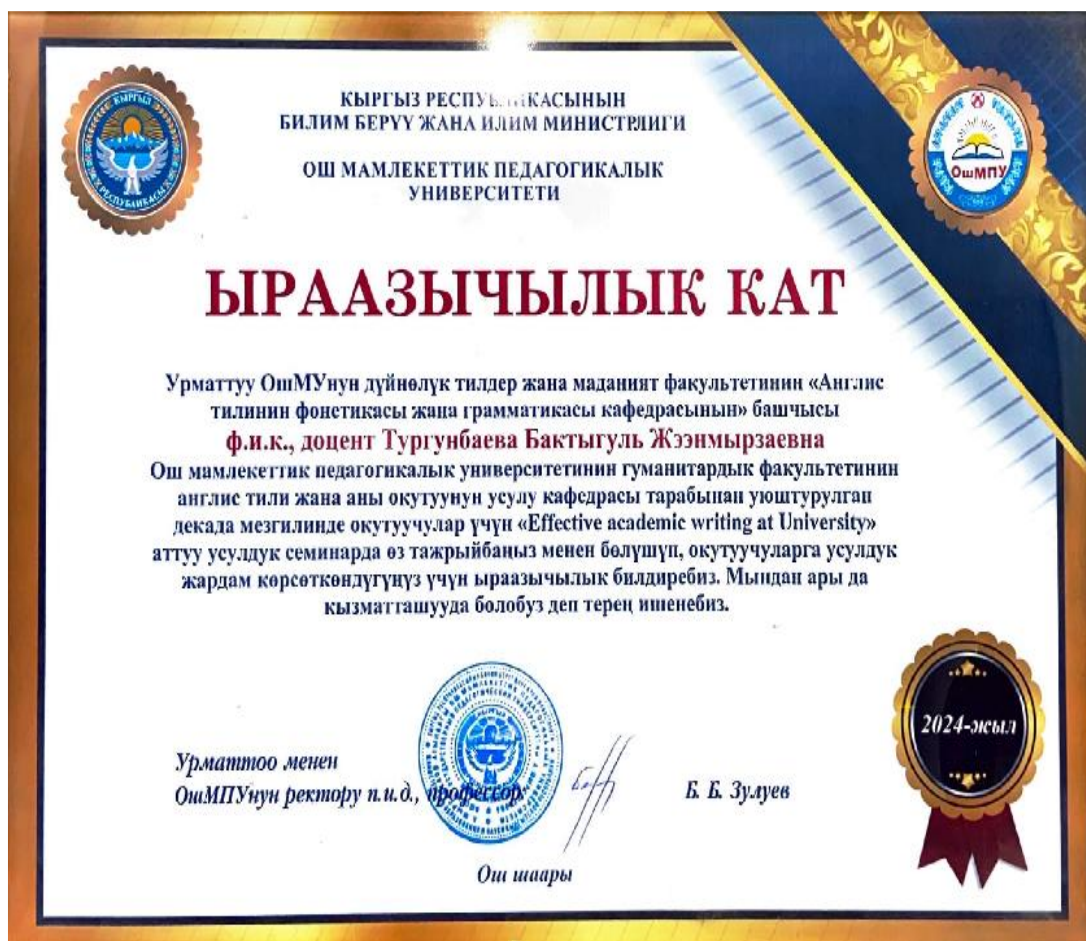 КЫРГЫЗ РЕСПУБЛИКАСЫНЫН
БИЛИМ БЕРҮҮ ЖАНА ИЛИМ МИНИСТРЛИГИ
ОШ МАМЛЕКЕТТИК ПЕДАГОГИКАЛЫК
УНИВЕРСИТЕТИ
КЫРГЫЗ
РЕСПУБЛИКАСЫ
ОшМПУ
ЫРААЗЫЧЫЛЫК КАТ
Урматтуу ОшМУнун дүйнөлүк тилдер жана маданият факультетинин «Англис
тилинин фонетикасы жана грамматикасы кафедрасынын» башчысы
ф.и.к., доцент Тургунбаева Бактыгуль Жээнмырзаевна
Ош мамлекеттик педагогикалык университетинин гуманитардык факультетинин
англис тили жана аны окутуунун усулу кафедрасы тарабынан уюштурулган
декада мезгилинде окутуучулар үчүн «Effective academic writing at University»
аттуу усулдук семинарда өз тажрыйбаңыз менен бөлүшүп, окутуучуларга усулдук
жардам көрсөткөндүгүңүз үчүн ыраазычылык билдиребиз. Мындан ары да
кызматташууда болобуз деп терең ишенебиз.
2024-жыл
Урматтоо менен
ОшМПУнун ректору п.и.д., профессор Б. Б. Зулуев
Ош шаары